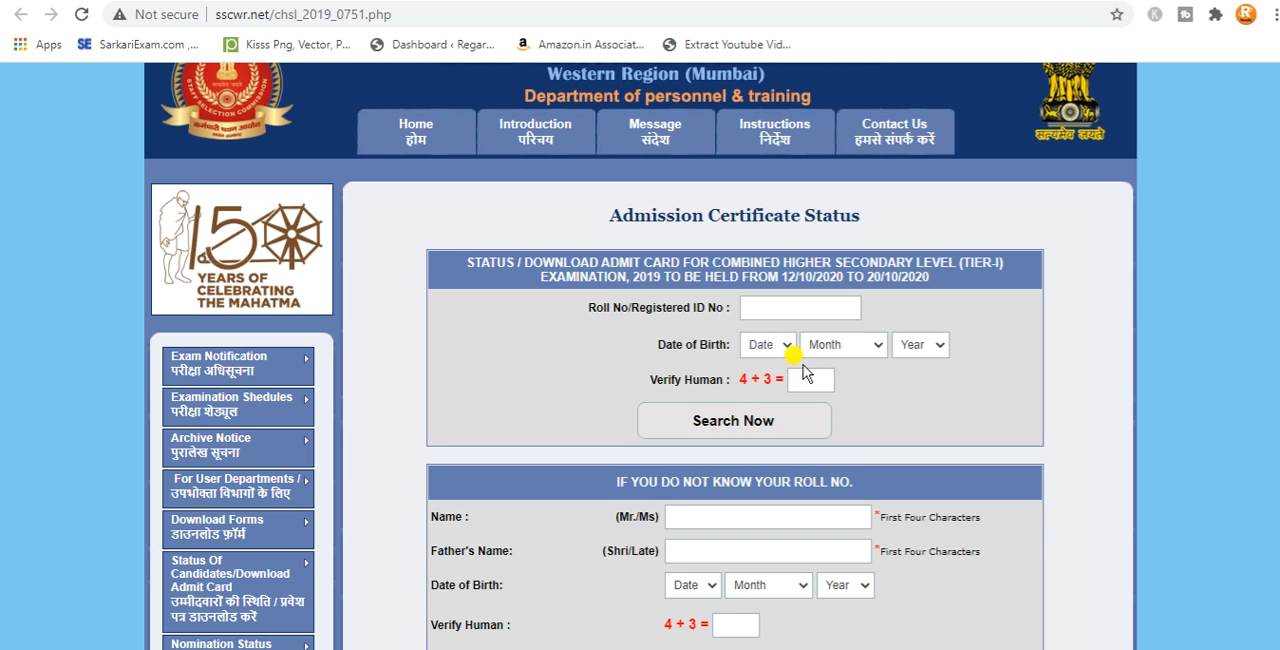 Not secure | sscwr.net/chsl_2019_0751.php
Apps SE SarkariExam.com ,... Kisss Png, Vector, P... Dashboard ‹ Regar... Amazon.in Associat... Extract Youtube Vid...
Western Region (Mumbai)
Department of personnel & training
Home
होम
Introduction
परिचय
Message
संदेश
Instructions
निर्देश
Contact Us
हमसे संपर्क करें
STAFF SELECTION COMMISSION
सत्यमेव जयते
150
YEARS OF
CELEBRATING
THE MAHATMA
Exam Notification
परीक्षा अधिसूचना
Examination Shedules
परीक्षा शेड्यूल
Archive Notice
पुरालेख सूचना
For User Departments /
उपभोक्ता विभागों के लिए
Download Forms
डाउनलोड फ़ॉर्म
Status Of
Candidates/Download
Admit Card
उम्मीदवारों की स्थिति / प्रवेश
पत्र डाउनलोड करें
Nomination Status
Admission Certificate Status
STATUS / DOWNLOAD ADMIT CARD FOR COMBINED HIGHER SECONDARY LEVEL (TIER-I)
EXAMINATION, 2019 TO BE HELD FROM 12/10/2020 TO 20/10/2020
Roll No/Registered ID No :
Date of Birth: Date Month Year
Verify Human : 4 + 3 =
Search Now
IF YOU DO NOT KNOW YOUR ROLL NO.
Name : (Mr./Ms) *First Four Characters
Father's Name: (Shri/Late) *First Four Characters
Date of Birth: Date Month Year
Verify Human : 4 + 3 =